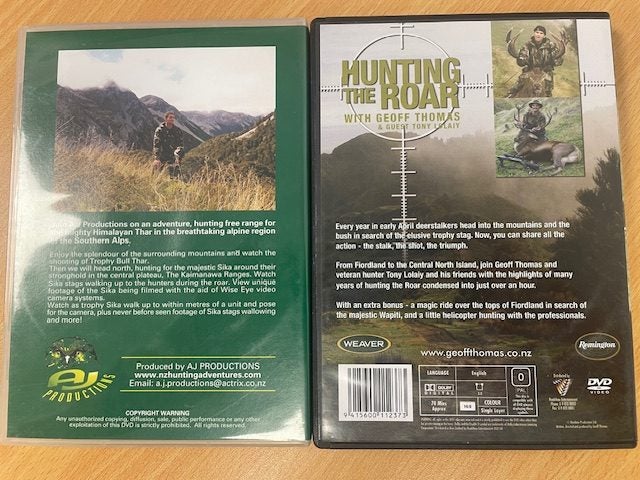 Productions on an adventure, hunting free range for
the mighty Himalayan Thar in the breathtaking alpine region
of the Southern Alps.
Enjoy the splendour of the surrounding mountains and watch the
shooting of Trophy Bull Thar.
Then we will head north, hunting for the majestic Sika around their
stronghold in the central plateau, The Kaimanawa Ranges. Watch
Sika stags walking up to the hunters during the roar. View unique
footage of the Sika being filmed with the aid of Wise Eye video
camera systems.
Watch as trophy Sika walk up to within metres of a unit and pose
for the camera, plus never before seen footage of Sika stags wallowing
and more!
AJ
PRODUCTIONS
Produced by AJ PRODUCTIONS
www.nzhuntingadventures.com
Email: a.j.productions@actrix.co.nz
COPYRIGHT WARNING
Any unauthorized copying, diffusion, sale, public performance or any other
exploitation of this DVD is strictly prohibited. All rights reserved.
HUNTING
THE ROAR
WITH GEOFF THOMAS
& GUEST TONY LOLAIY
Every year in early April deerstalkers head into the mountains and the
bush in search of the elusive trophy stag. Now, you can share all the
action - the stalk, the shot, the triumph.
From Fiordland to the Central North Island, join Geoff Thomas and
veteran hunter Tony Lolaiy and his friends with the highlights of many
years of hunting the Roar condensed into just over an hour.
With an extra bonus - a magic ride over the tops of Fiordland in search of
the majestic Wapiti, and a little helicopter hunting with the professionals.
WEAVER
www.geoffthomas.co.nz
Remington
LANGUAGE English
DOLBY
DIGITAL
2.0
70 Mins
Approx
16:9
COLOUR
Single Layer
0
PAL
9 415600 112373
DVD
VIDEO